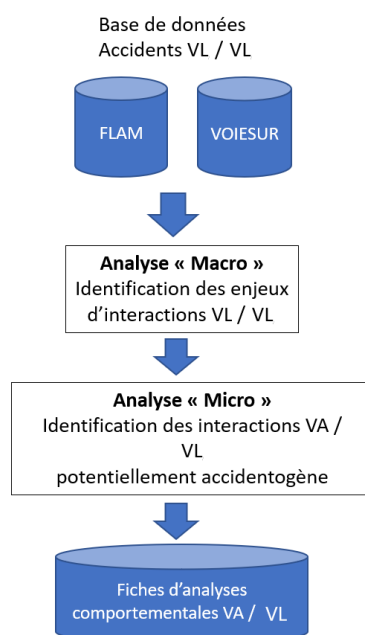 Base de données
Accidents VL / VL
FLAM
VOIESUR
Analyse « Macro »
Identification des enjeux
d'interactions VL / VL
Analyse « Micro »
Identification des interactions VA /
VL
potentiellement accidentogène
Fiches d'analyses
comportementales VA / VL